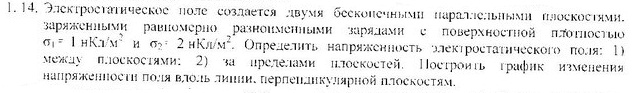 1. 14. Электростатическое поле создается двумя бесконечными параллельными плоскостями,
заряженными равномерно разноименными зарядами с поверхностной плотностью
σ₁= 1 нКл/м² и σ₂= 2 нКл/м². Определить напряженность электростатического поля: 1)
между плоскостями; 2) за пределами плоскостей. Построить график изменения
напряженности поля вдоль линии, перпендикулярной плоскостям.